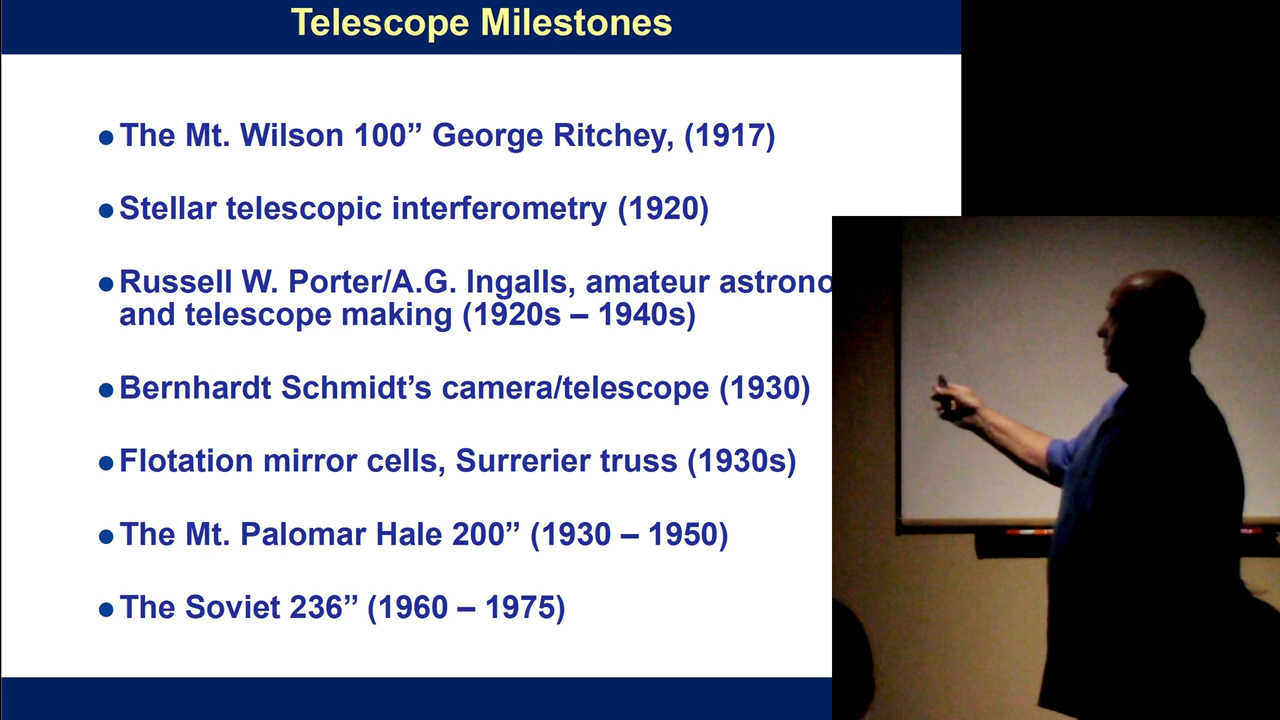 Telescope Milestones
●The Mt. Wilson 100” George Ritchey, (1917)
●Stellar telescopic interferometry (1920)
●Russell W. Porter/A.G. Ingalls, amateur astrono
and telescope making (1920s – 1940s)
●Bernhardt Schmidt’s camera/telescope (1930)
●Flotation mirror cells, Surrerier truss (1930s)
●The Mt. Palomar Hale 200” (1930 – 1950)
●The Soviet 236” (1960 – 1975)